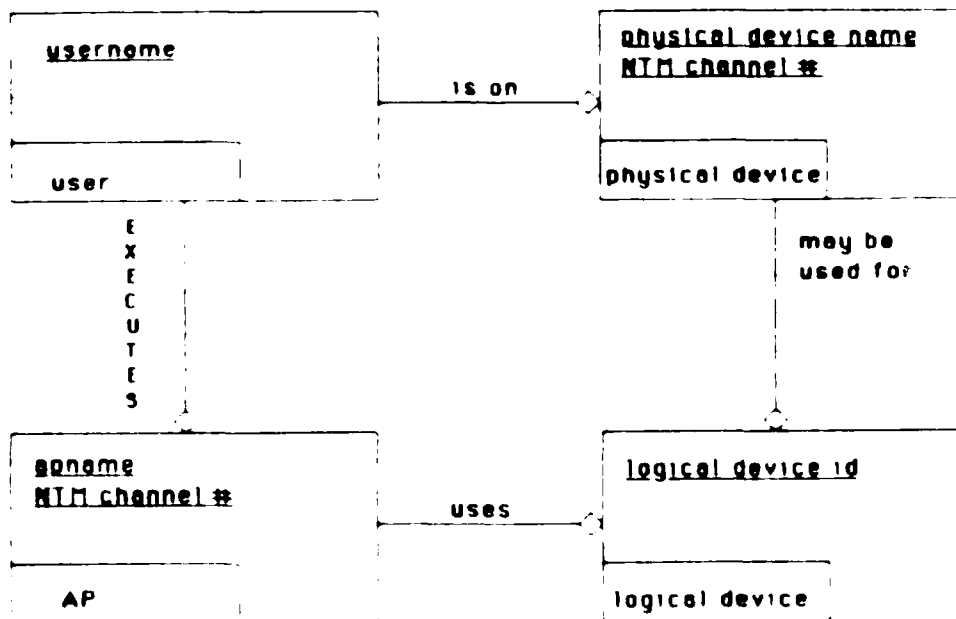 username
user
is on
physical device name
NTM channel #
physical device
EXECUTES
may be
used for
apname
NTM channel #
AP
uses
logical device id
logical device